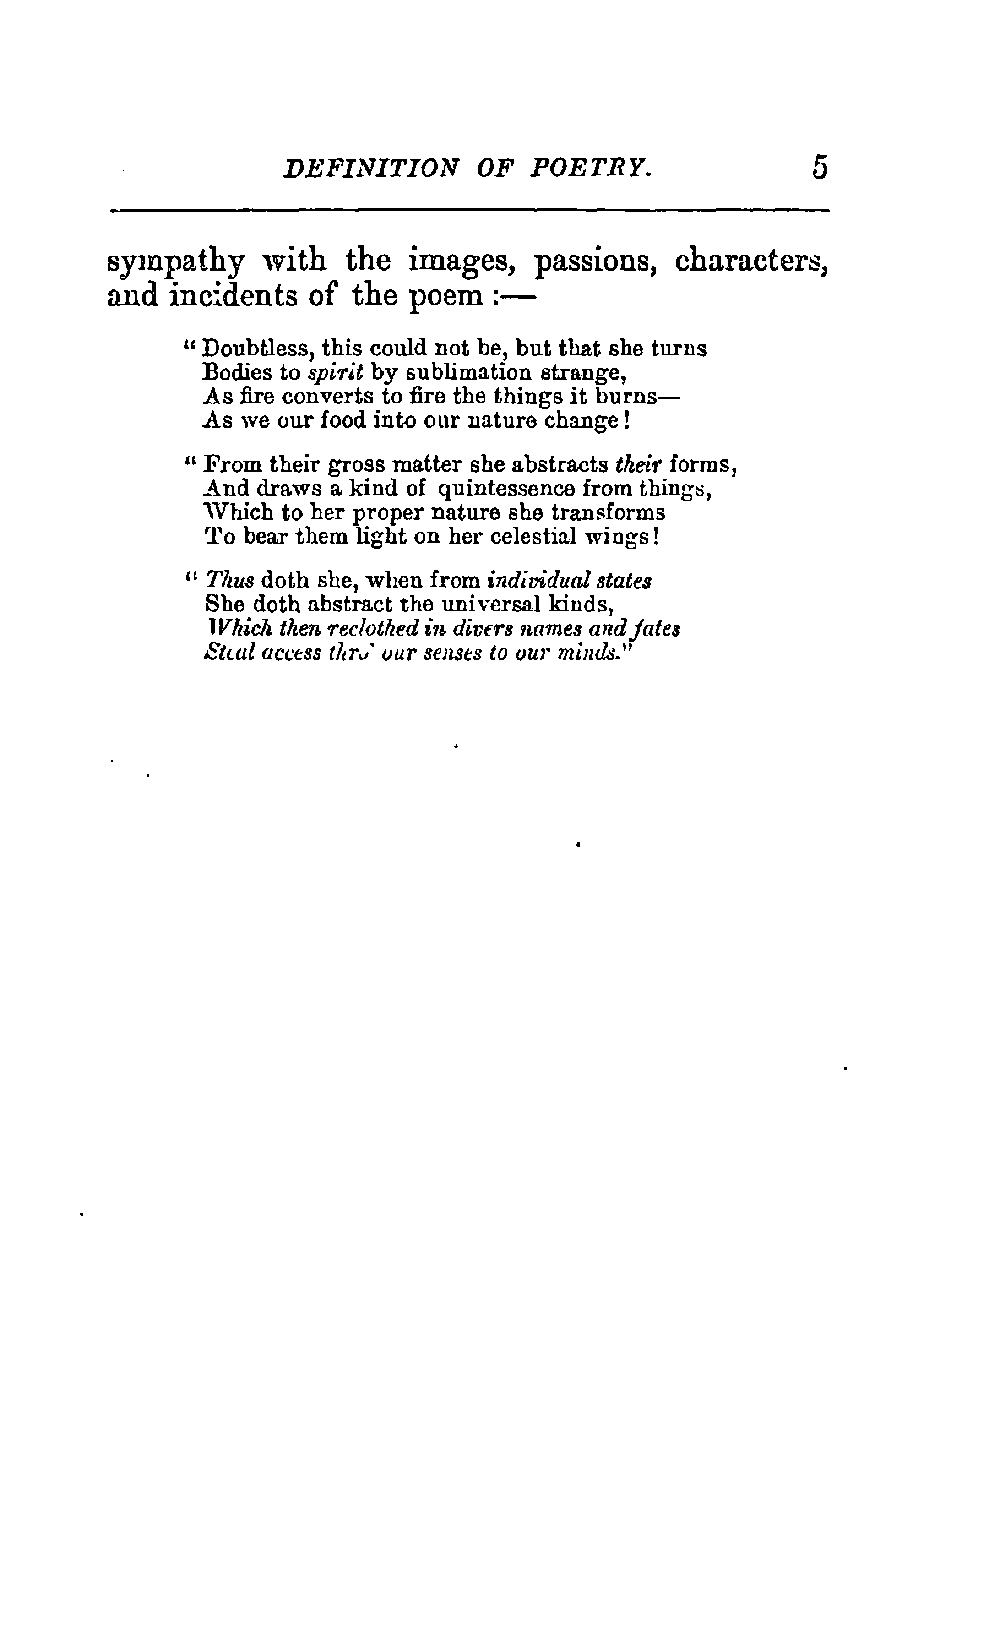 DEFINITION OF POETRY. 5
sympathy with the images, passions, characters,
and incidents of the poem :—
“ Doubtless, this could not be, but that she turns
Bodies to spirit by sublimation strange,
As fire converts to fire the things it burns—
As we our food into our nature change!
“ From their gross matter she abstracts their forms,
And draws a kind of quintessence from things,
Which to her proper nature she transforms
To bear them light on her celestial wings!
“ Thus doth she, when from individual states
She doth abstract the universal kinds,
Which then reclothed in divers names and fates
Steal access thro' our senses to our minds.”